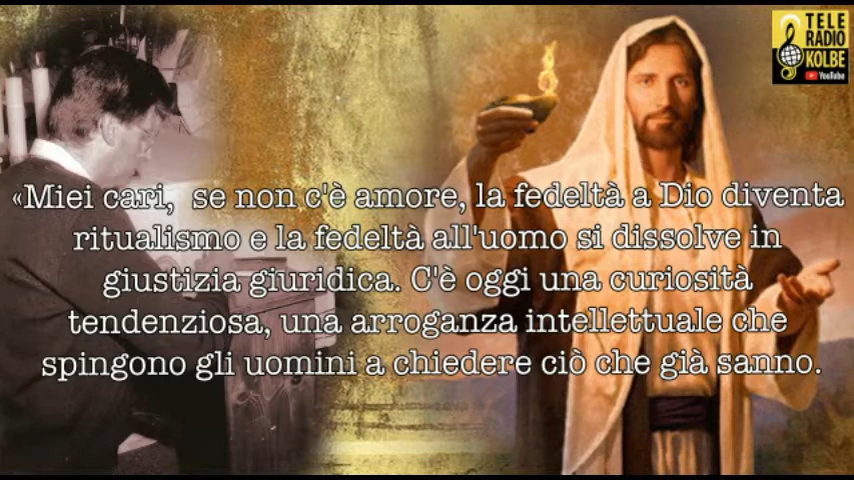 TELE
RADIO
KOLBE
YouTube
«Miei cari, se non c'è amore, la fedeltà a Dio diventa
ritualismo e la fedeltà all'uomo si dissolve in
giustizia giuridica. C'è oggi una curiosità
tendenziosa, una arroganza intellettuale che
spingono gli uomini a chiedere ciò che già sanno.